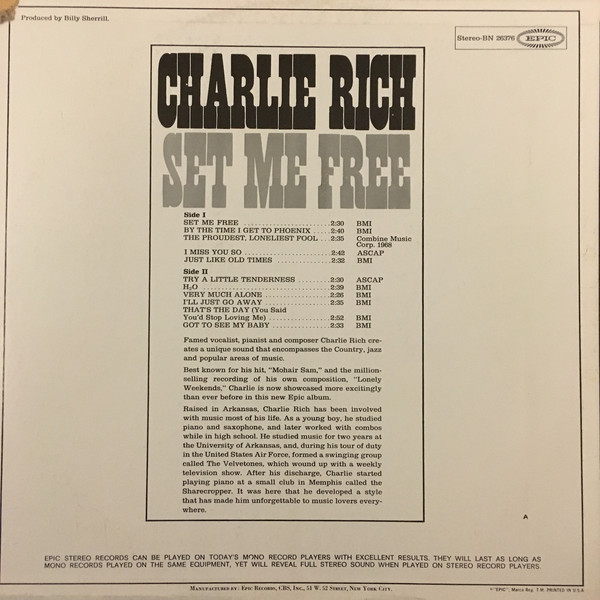 Produced by Billy Sherrill.
Stereo-BN 26376 EPIC
CHARLIE RICH
SET ME FREE
Side I
SET ME FREE ......................2:30 BMI
BY THE TIME I GET TO PHOENIX .....2:40 BMI
THE PROUDEST, LONELIEST FOOL ...2:35 Combine Music
Corp. 1968
I MISS YOU SO ......................2:42 ASCAP
JUST LIKE OLD TIMES ..............2:32 BMI
Side II
TRY A LITTLE TENDERNESS .........2:30 ASCAP
H₂O ................................2:39 BMI
VERY MUCH ALONE .................2:26 BMI
I'LL JUST GO AWAY .................2:35 BMI
THAT'S THE DAY (You Said
You'd Stop Loving Me) ................2:52 BMI
GOT TO SEE MY BABY ...............2:33 BMI
Famed vocalist, pianist and composer Charlie Rich cre-
ates a unique sound that encompasses the Country, jazz
and popular areas of music.
Best known for his hit, "Mohair Sam," and the million-
selling recording of his own composition, "Lonely
Weekends," Charlie is now showcased more excitingly
than ever before in this new Epic album.
Raised in Arkansas, Charlie Rich has been involved
with music most of his life. As a young boy, he studied
piano and saxophone, and later worked with combos
while in high school. He studied music for two years at
the University of Arkansas, and, during his tour of duty
in the United States Air Force, formed a swinging group
called The Velvetones, which wound up with a weekly
television show. After his discharge, Charlie started
playing piano at a small club in Memphis called the
Sharecropper. It was here that he developed a style
that has made him unforgettable to music lovers every-
where.
A
EPIC STEREO RECORDS CAN BE PLAYED ON TODAY'S MONO RECORD PLAYERS WITH EXCELLENT RESULTS. THEY WILL LAST AS LONG AS
MONO RECORDS PLAYED ON THE SAME EQUIPMENT, YET WILL REVEAL FULL STEREO SOUND WHEN PLAYED ON STEREO RECORD PLAYERS.
Manufactured by: Epic Records, CBS, Inc., 51 W. 52 Street, New York City.
® "EPIC", Marca Reg. T.M. PRINTED IN U.S.A